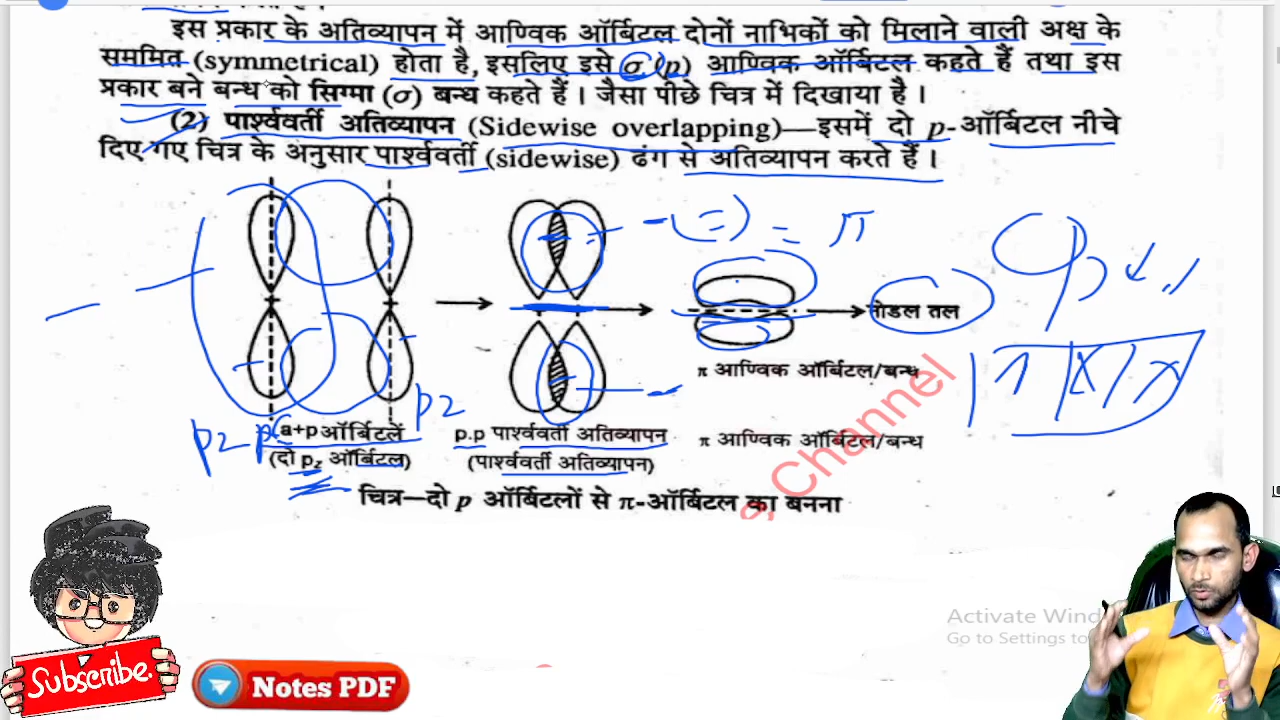 इस प्रकार के अतिव्यापन में आण्विक ऑर्बिटल दोनों नाभिकों को मिलाने वाली अक्ष के
सममित (symmetrical) होता है, इसलिए इसे σ (p) आण्विक ऑर्बिटल कहते हैं तथा इस
प्रकार बने बन्ध को सिग्मा (σ) बन्ध कहते हैं। जैसा पीछे चित्र में दिखाया है।
(2) पार्श्ववर्ती अतिव्यापन (Sidewise overlapping)—इसमें दो p-ऑर्बिटल नीचे
दिए गए चित्र के अनुसार पार्श्ववर्ती (sidewise) ढंग से अतिव्यापन करते हैं।
= π
नोडल तल
π आण्विक ऑर्बिटल/बन्ध
pz
pz
a+p ऑर्बिटलें
(दो pz ऑर्बिटल)
p.p पार्श्ववर्ती अतिव्यापन
(पार्श्ववर्ती अतिव्यापन)
π आण्विक ऑर्बिटल/बन्ध
Channel
चित्र—दो p ऑर्बिटलों से π-ऑर्बिटल का बनना
Activate Wind
Go to Settings to
Subscribe
Notes PDF